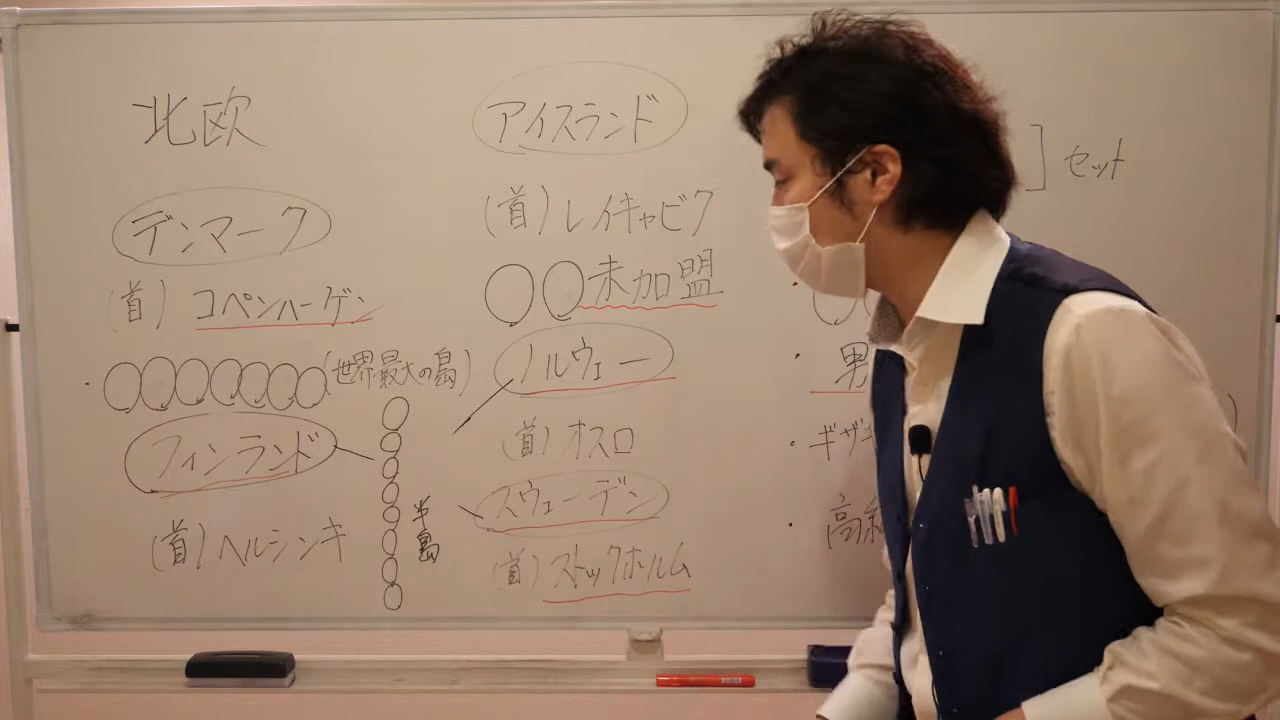 北欧
デンマーク
(首) コペンハーゲン
・○○○○○○○(世界最大の島)
フィンランド
(首) ヘルシンキ
○○○○○○○○半島
アイスランド
(首) レイキャビク
○○未加盟
ノルウェー
(首) オスロ
スウェーデン
(首) ストックホルム
] セット
・○○
・男
・ギザ
・高